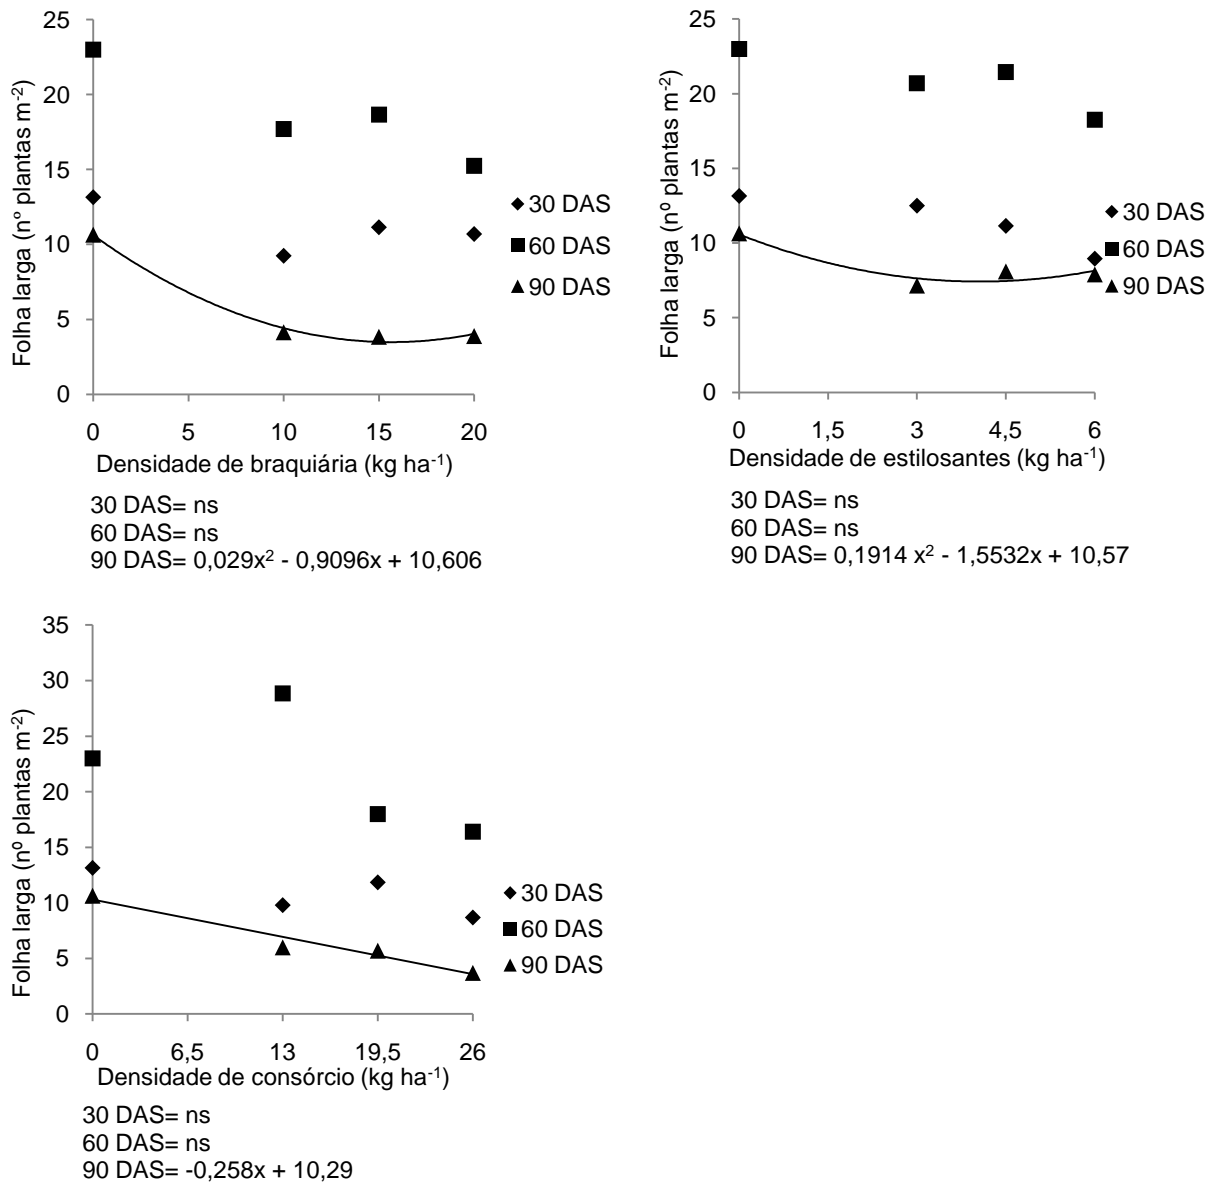 25
20
15
10
5
0
Folha larga (nº plantas m-2)
0 5 10 15 20
Densidade de braquiária (kg ha-1)
30 DAS
60 DAS
90 DAS
30 DAS= ns
60 DAS= ns
90 DAS= 0,029x2 - 0,9096x + 10,606
25
20
15
10
5
0
Folha larga (nº plantas m-2)
0 1,5 3 4,5 6
Densidade de estilosantes (kg ha-1)
30 DAS
60 DAS
90 DAS
30 DAS= ns
60 DAS= ns
90 DAS= 0,1914 x2 - 1,5532x + 10,57
35
30
25
20
15
10
5
0
Folha larga (nº plantas m-2)
0 6,5 13 19,5 26
Densidade de consórcio (kg ha-1)
30 DAS
60 DAS
90 DAS
30 DAS= ns
60 DAS= ns
90 DAS= -0,258x + 10,29